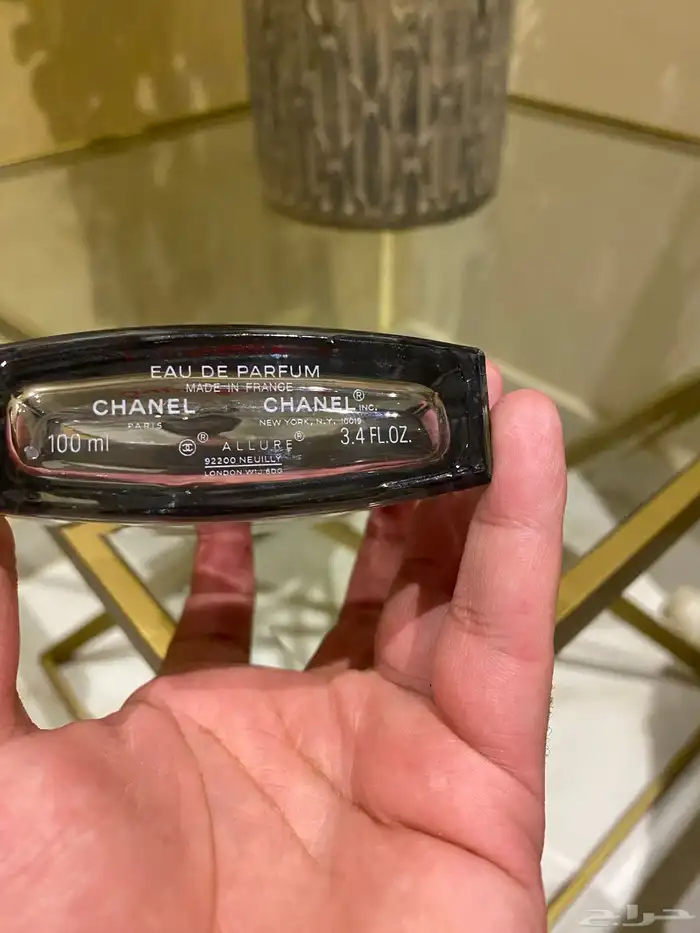 EAU DE PARFUM
MADE IN FRANCE
CHANEL CHANEL® INC.
PARIS NEW YORK, N.Y. 10019
100 ml ® ALLURE® 3.4 FL.OZ.
92200 NEUILLY
LONDON W1J 6DG
حراج